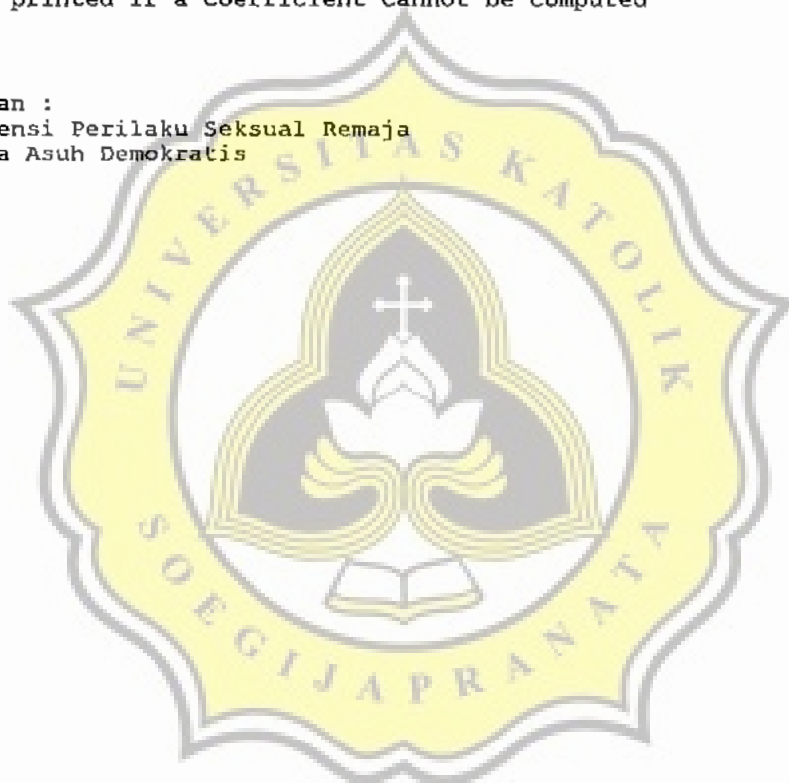 printed if a Coefficient Cannot be Computed
an :
ensi Perilaku Seksual Remaja
a Asuh Demokratis
UNIVERSITAS KATOLIK
SOEGIJAPRANATA